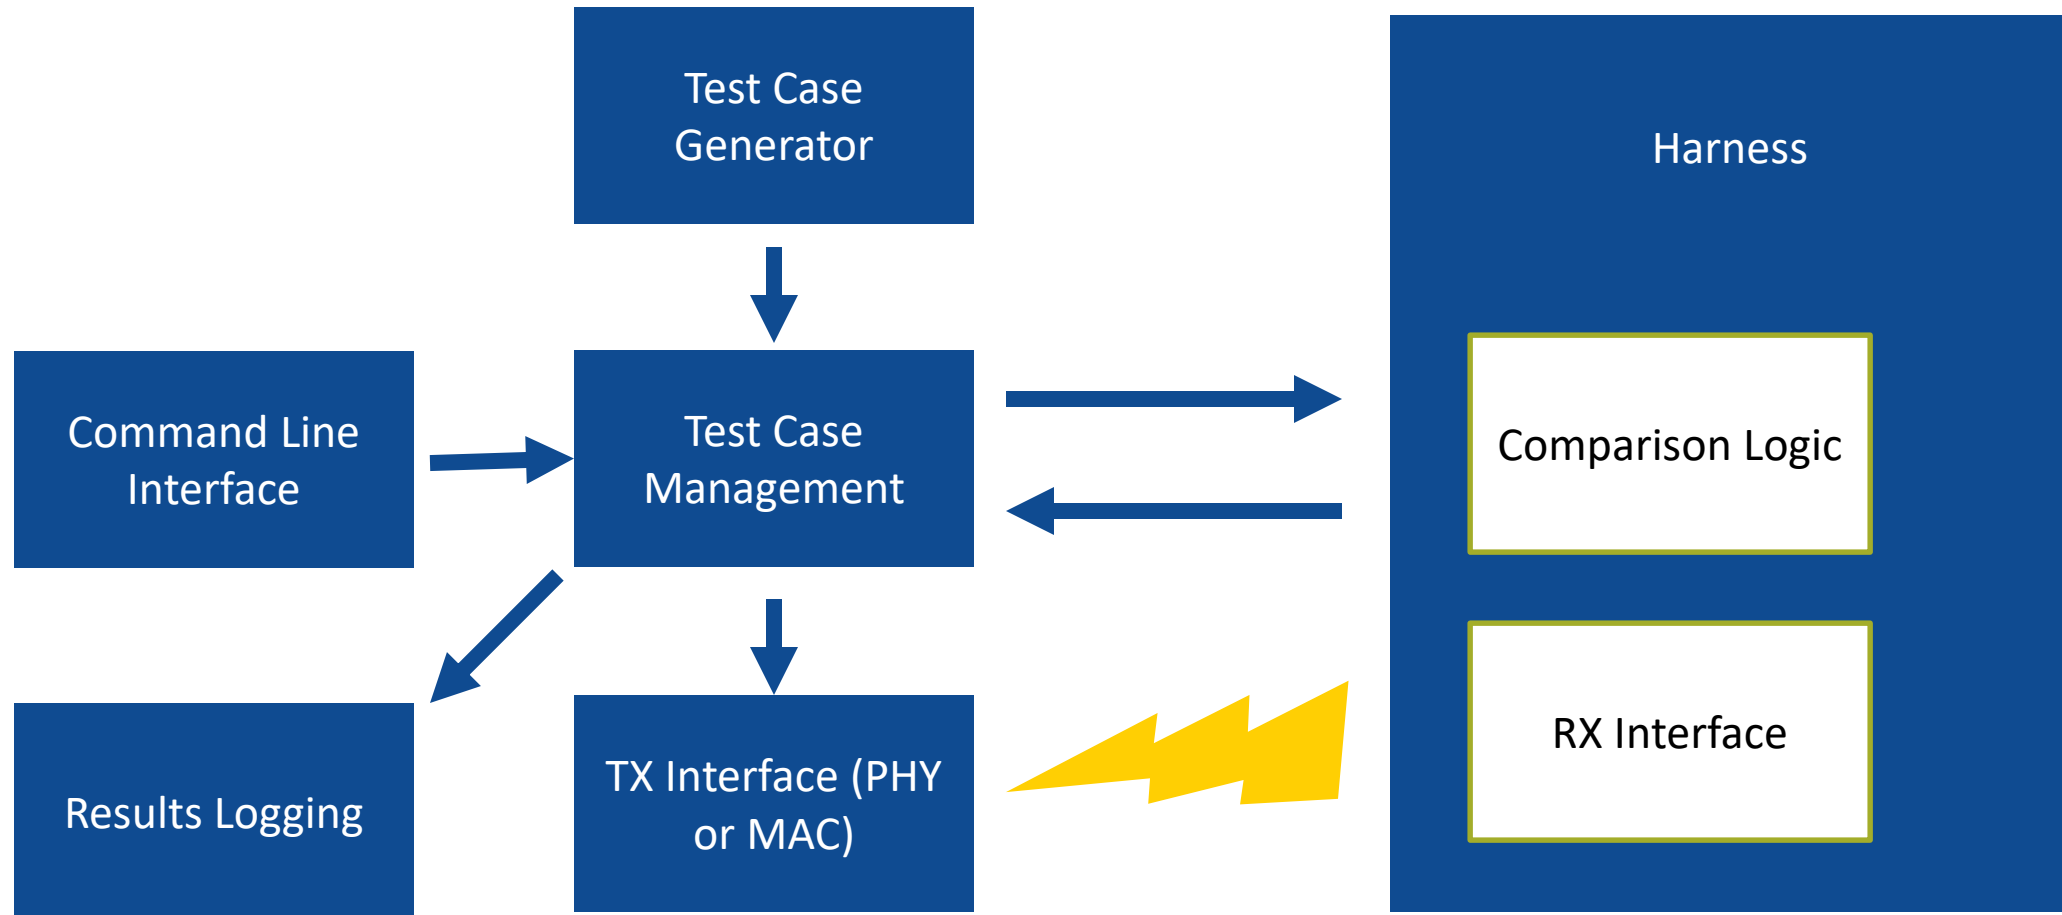 Test Case
Generator
Harness
Command Line
Interface
Test Case
Management
Comparison Logic
Results Logging
TX Interface (PHY
or MAC)
RX Interface